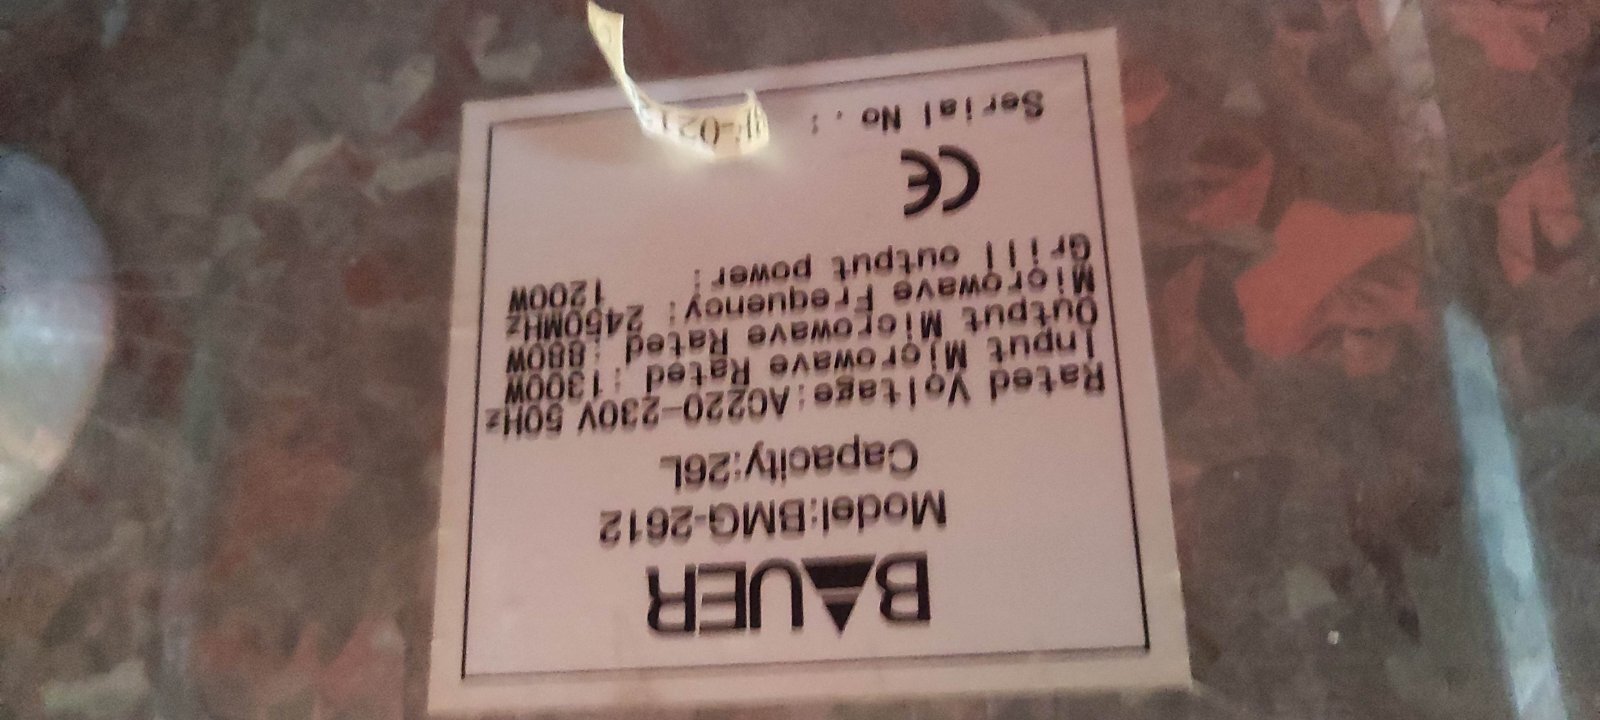 BAUER
Model:BMG-2612
Capacity:26L
Rated Voltage:AC220-230V 50Hz
Input Microwave Rated :1300W
Output Microwave Rated :880W
Microwave Frequency: 2450MHz
Grill output power: 1200W
CE
Serial No.: